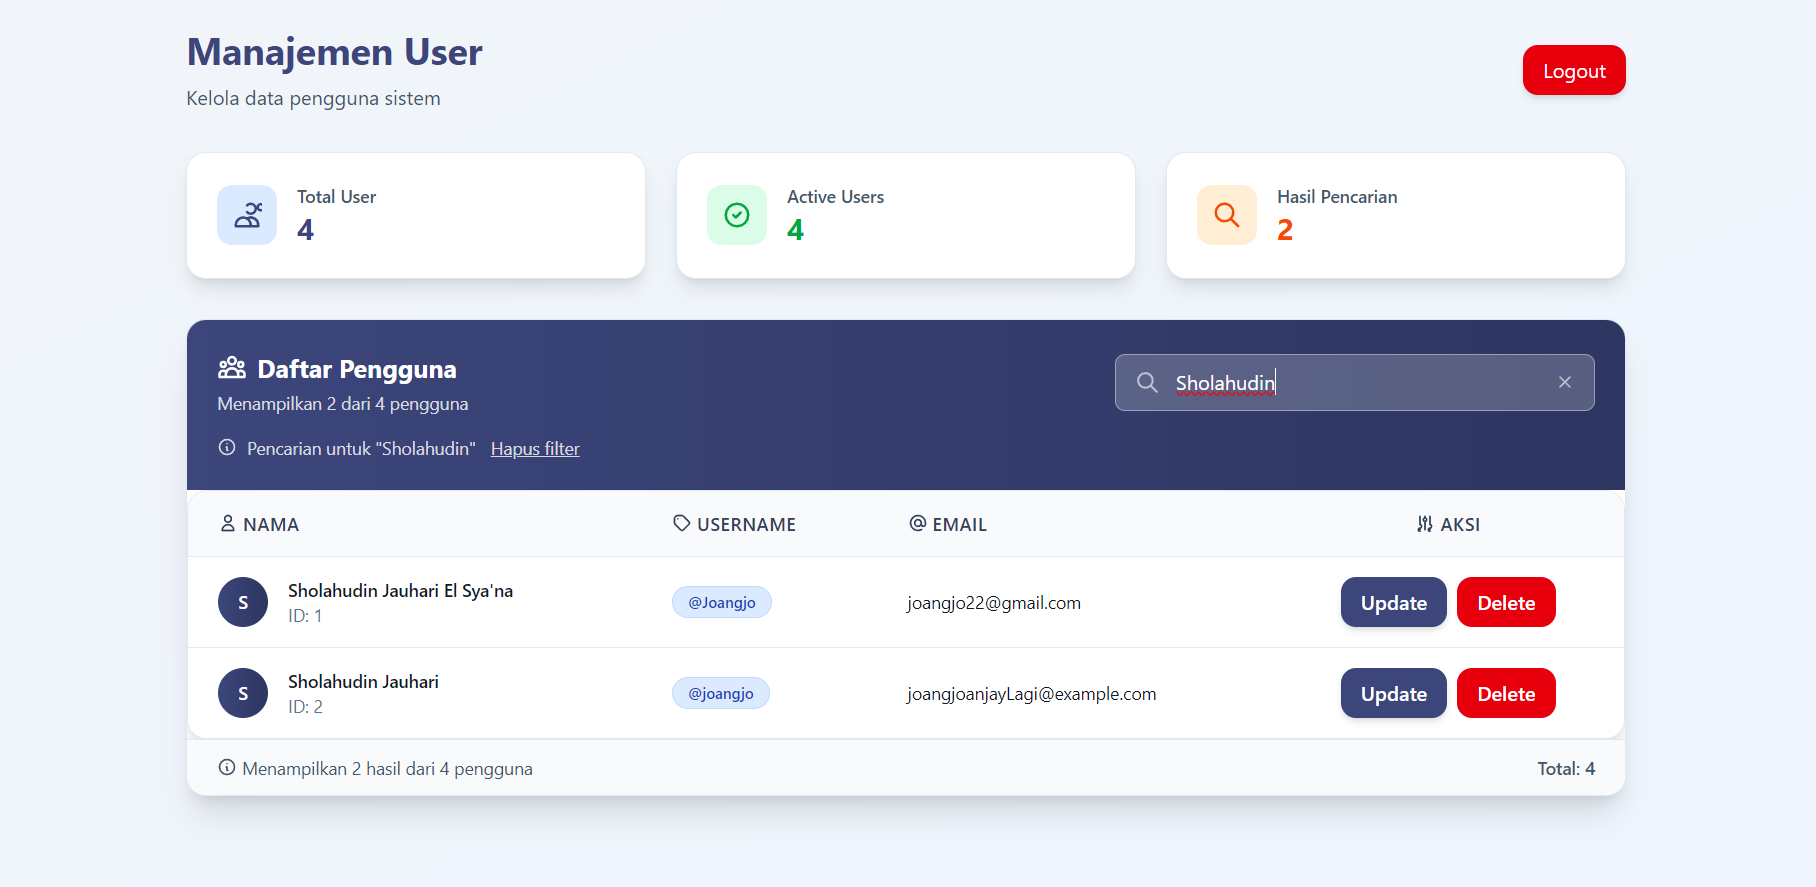 Manajemen User
Kelola data pengguna sistem
Logout
Total User
4
Active Users
4
Hasil Pencarian
2
Daftar Pengguna
Menampilkan 2 dari 4 pengguna
Sholahudin
Pencarian untuk "Sholahudin" Hapus filter
NAMA USERNAME EMAIL AKSI
S
Sholahudin Jauhari El Sya'na
ID: 1
@Joangjo
joangjo22@gmail.com
Update Delete
S
Sholahudin Jauhari
ID: 2
@joangjo
joangjoanjayLagi@example.com
Update Delete
Menampilkan 2 hasil dari 4 pengguna
Total: 4